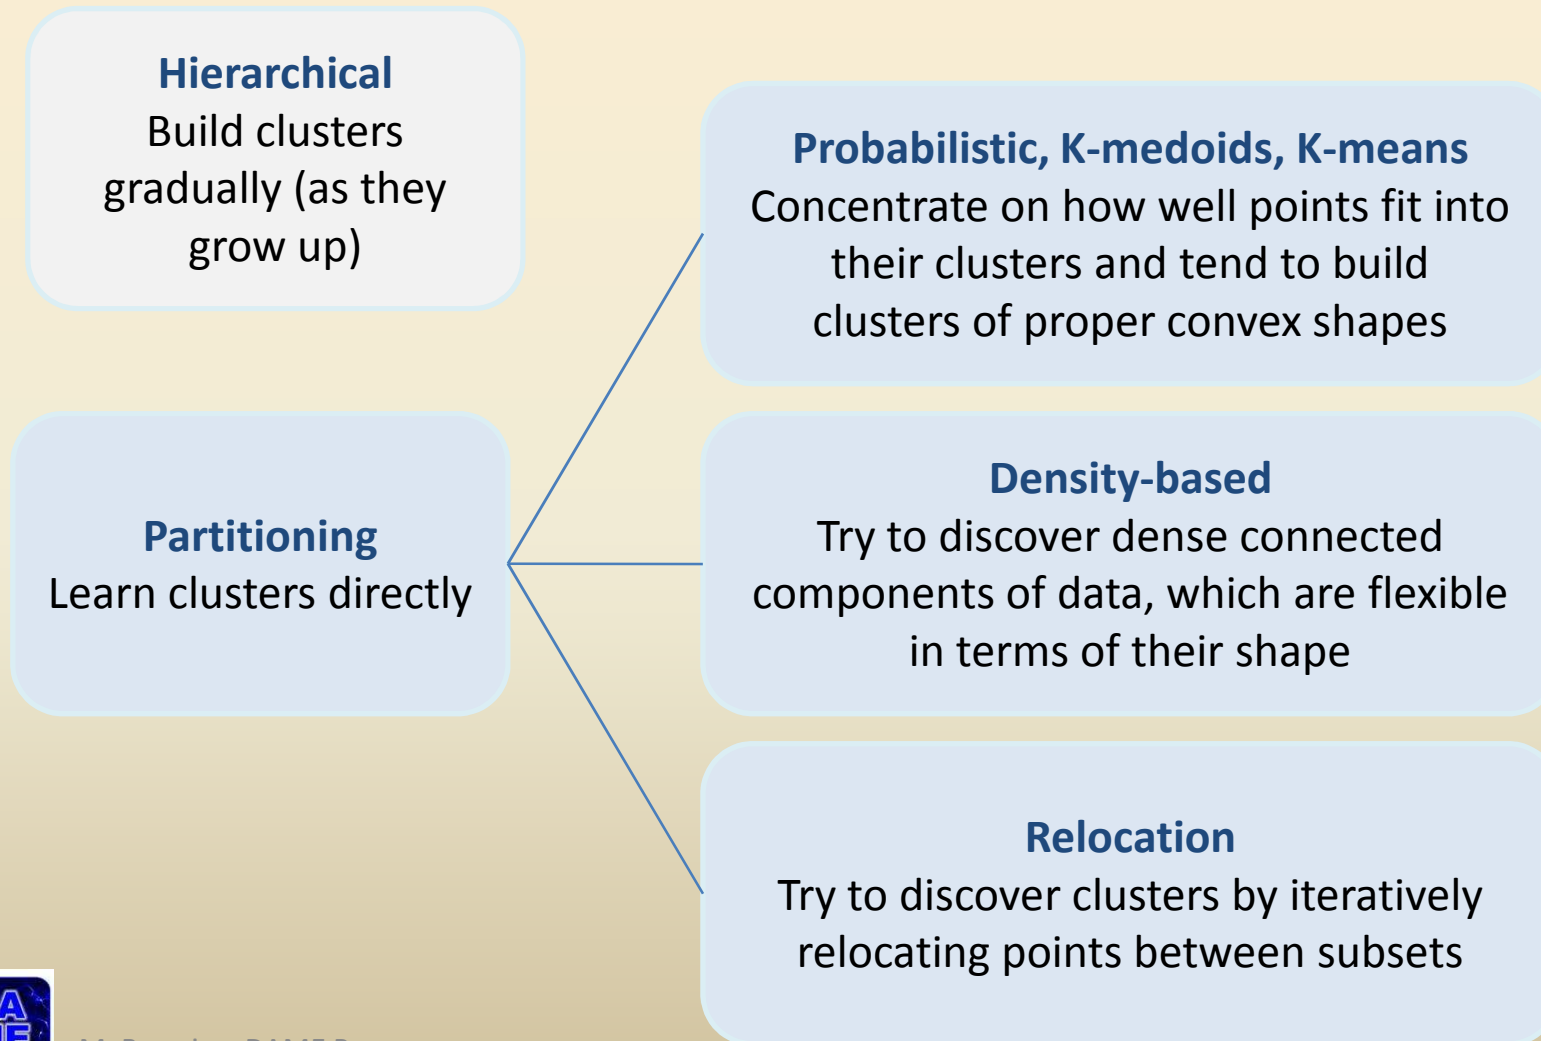 Hierarchical
Build clusters
gradually (as they
grow up)
Partitioning
Learn clusters directly
Probabilistic, K-medoids, K-means
Concentrate on how well points fit into
their clusters and tend to build
clusters of proper convex shapes
Density-based
Try to discover dense connected
components of data, which are flexible
in terms of their shape
Relocation
Try to discover clusters by iteratively
relocating points between subsets